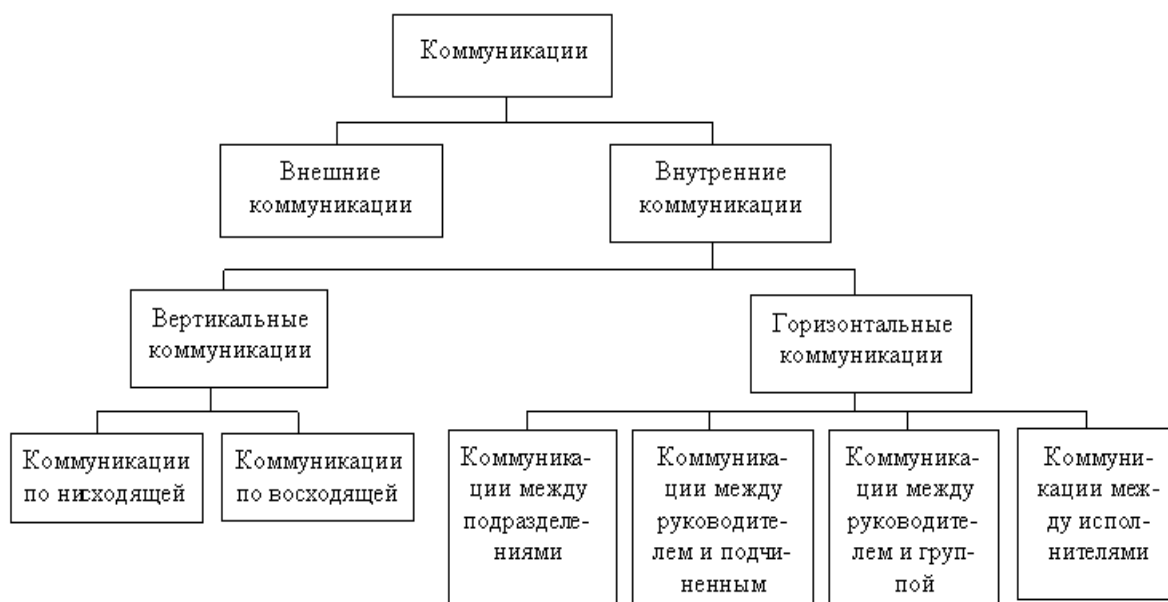 Коммуникации
Внешние
коммуникации
Внутренние
коммуникации
Вертикальные
коммуникации
Горизонтальные
коммуникации
Коммуникации
по нисходящей
Коммуникации
по восходящей
Коммуника-
ции между
подразделе-
ниями
Коммуника-
ции между
руководите-
лем и подчи-
ненным
Коммуника-
ции между
руководите-
лем и груп-
пой
Коммуни-
кации меж-
ду испол-
нителями